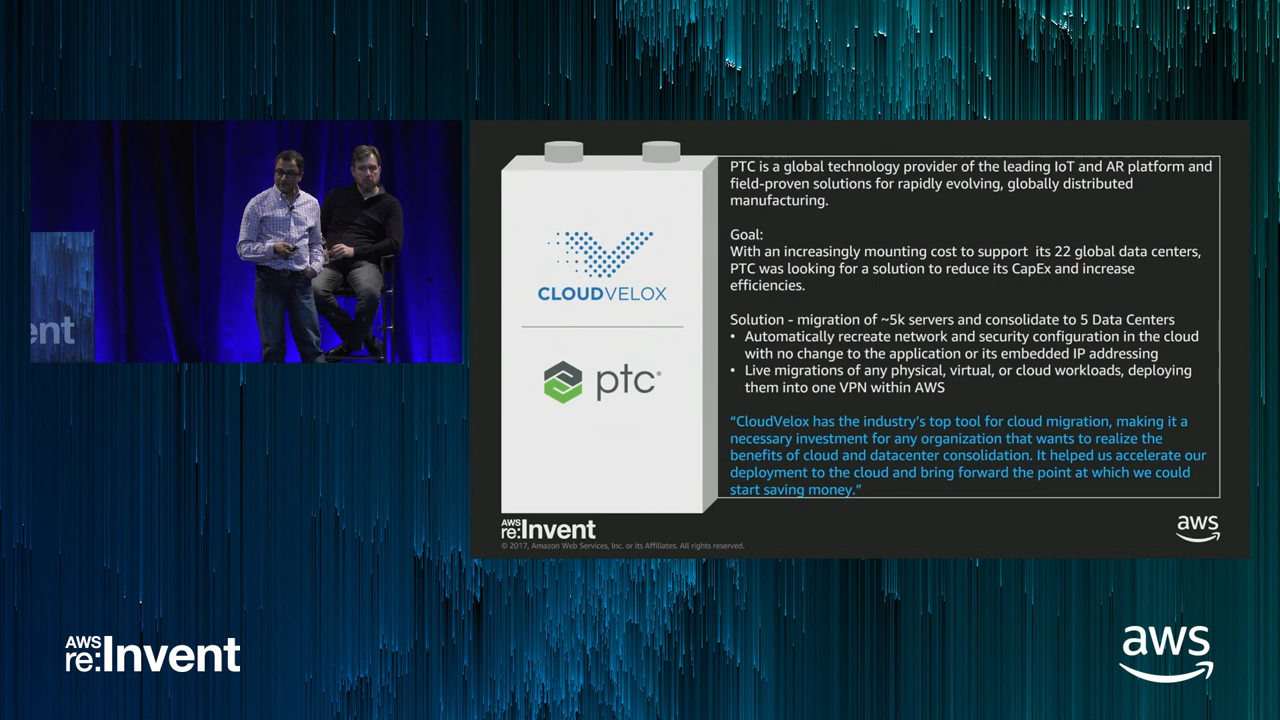 ent
CLOUDVELOX
ptc®
PTC is a global technology provider of the leading IoT and AR platform and
field-proven solutions for rapidly evolving, globally distributed
manufacturing.
Goal:
With an increasingly mounting cost to support its 22 global data centers,
PTC was looking for a solution to reduce its CapEx and increase
efficiencies.
Solution - migration of ~5k servers and consolidate to 5 Data Centers
• Automatically recreate network and security configuration in the cloud
with no change to the application or its embedded IP addressing
• Live migrations of any physical, virtual, or cloud workloads, deploying
them into one VPN within AWS
“CloudVelox has the industry’s top tool for cloud migration, making it a
necessary investment for any organization that wants to realize the
benefits of cloud and datacenter consolidation. It helped us accelerate our
deployment to the cloud and bring forward the point at which we could
start saving money.”
AWS
re:Invent
© 2017, Amazon Web Services, Inc. or its Affiliates. All rights reserved.
aws
AWS
re:Invent
aws